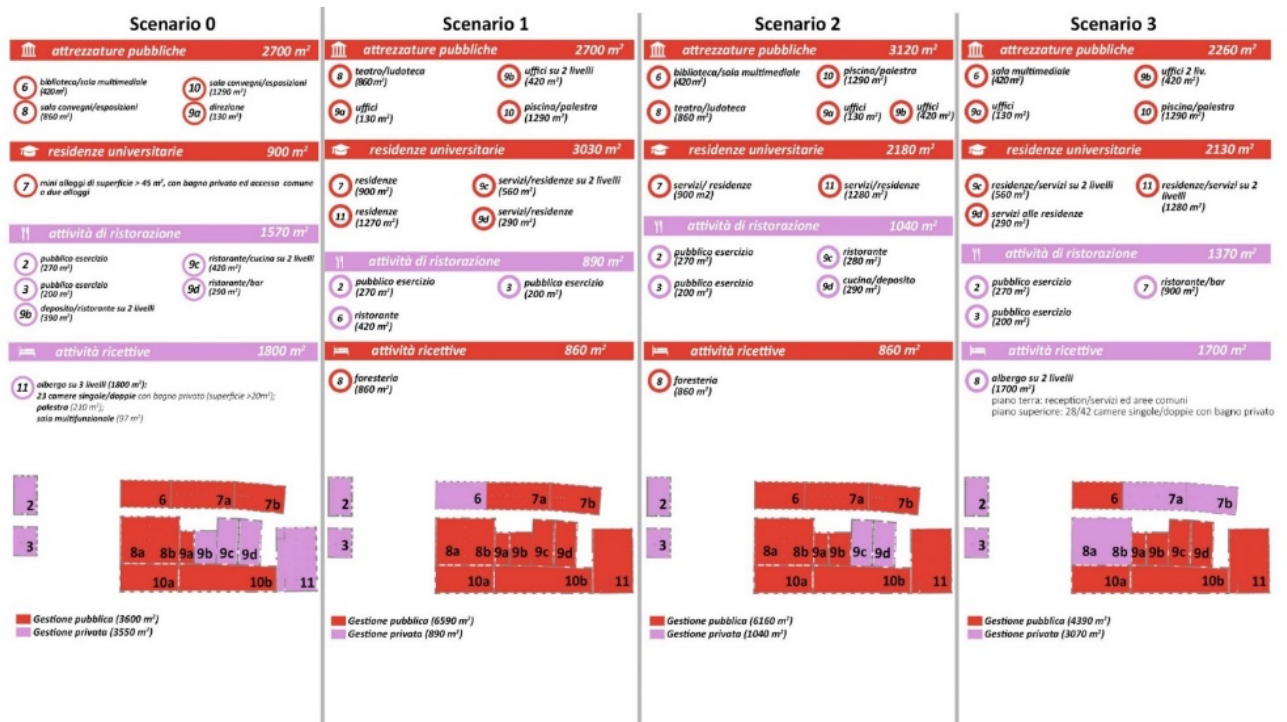 Scenario 0
attrezzature pubbliche 2700 m²
6 biblioteca/sala multimediale
(420m²)
10 sala convegni/esposizioni
(1290 m²)
8 sala convegni/esposizioni
(860 m²)
9a direzione
(130 m²)
residenze universitarie 900 m²
7 mini alloggi di superficie > 45 m², con bagno privato ed accesso comune
a due alloggi
attività di ristorazione 1570 m²
2 pubblico esercizio
(270 m²)
9c ristorante/cucina su 2 livelli
(420 m²)
3 pubblico esercizio
(200 m²)
9d ristorante/bar
(290 m²)
9b deposito/ristorante su 2 livelli
(390 m²)
attività ricettive 1800 m²
11 albergo su 3 livelli (1800 m²):
23 camere singole/doppie con bagno privato (superficie >20m²);
palestra (210 m²);
sala multifunzionale (97 m²)
2
3
6 7a 7b
8a 8b 9a 9b 9c 9d
10a 10b 11
Gestione pubblica (3600 m²)
Gestione privata (3550 m²)
Scenario 1
attrezzature pubbliche 2700 m²
8 teatro/ludoteca
(860m²)
9b uffici su 2 livelli
(420 m²)
9a uffici
(130 m²)
10 piscina/palestra
(1290 m²)
residenze universitarie 3030 m²
7 residenze
(900 m²)
9c servizi/residenze su 2 livelli
(560 m²)
11 residenze
(1270 m²)
9d servizi/residenze
(290 m²)
attività di ristorazione 890 m²
2 pubblico esercizio
(270 m²)
3 pubblico esercizio
(200 m²)
6 ristorante
(420 m²)
attività ricettive 860 m²
8 foresteria
(860 m²)
2
3
6 7a 7b
8a 8b 9a 9b 9c 9d
10a 10b 11
Gestione pubblica (6590 m²)
Gestione privata (890 m²)
Scenario 2
attrezzature pubbliche 3120 m²
6 biblioteca/sala multimediale
(420m²)
10 piscina/palestra
(1290 m²)
8 teatro/ludoteca
(860 m²)
9a uffici
(130 m²)
9b uffici
(420 m²)
residenze universitarie 2180 m²
7 servizi/ residenze
(900 m2)
11 servizi/residenze
(1280 m²)
attività di ristorazione 1040 m²
2 pubblico esercizio
(270 m²)
9c ristorante
(280 m²)
3 pubblico esercizio
(200 m²)
9d cucina/deposito
(290 m²)
attività ricettive 860 m²
8 foresteria
(860 m²)
2
3
6 7a 7b
8a 8b 9a 9b 9c 9d
10a 10b 11
Gestione pubblica (6160 m²)
Gestione privata (1040 m²)
Scenario 3
attrezzature pubbliche 2260 m²
6 sala multimediale
(420m²)
9b uffici 2 liv.
(420 m²)
9a uffici
(130 m²)
10 piscina/palestra
(1290 m²)
residenze universitarie 2130 m²
9c residenze/servizi su 2 livelli
(560 m²)
11 residenze/servizi su 2
livelli
(1280 m²)
9d servizi alle residenze
(290 m²)
attività di ristorazione 1370 m²
2 pubblico esercizio
(270 m²)
7 ristorante/bar
(900 m²)
3 pubblico esercizio
(200 m²)
attività ricettive 1700 m²
8 albergo su 2 livelli
(1700 m²)
piano terra: reception/servizi ed aree comuni
piano superiore: 28/42 camere singole/doppie con bagno privato
2
3
6 7a 7b
8a 8b 9a 9b 9c 9d
10a 10b 11
Gestione pubblica (4390 m²)
Gestione privata (3070 m²)